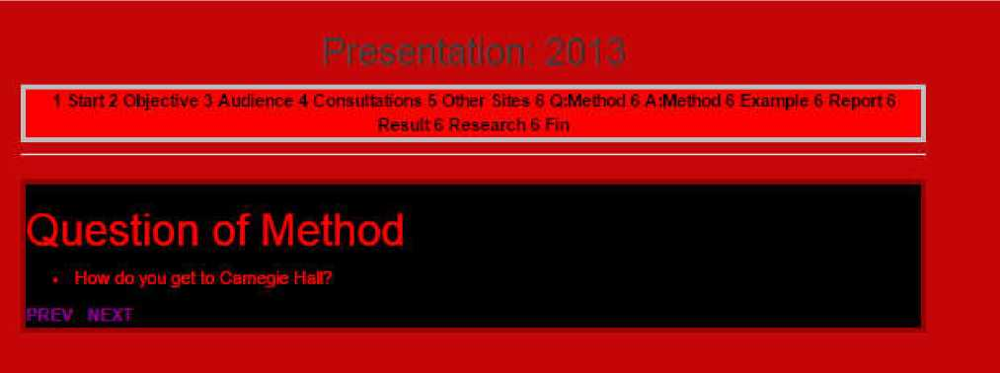 Presentation: 2013
1 Start 2 Objective 3 Audience 4 Consultations 5 Other Sites 6 Q:Method 6 A:Method 6 Example 6 Report 6
Result 6 Research 6 Fin
Question of Method
• How do you get to Carnegie Hall?
PREV NEXT